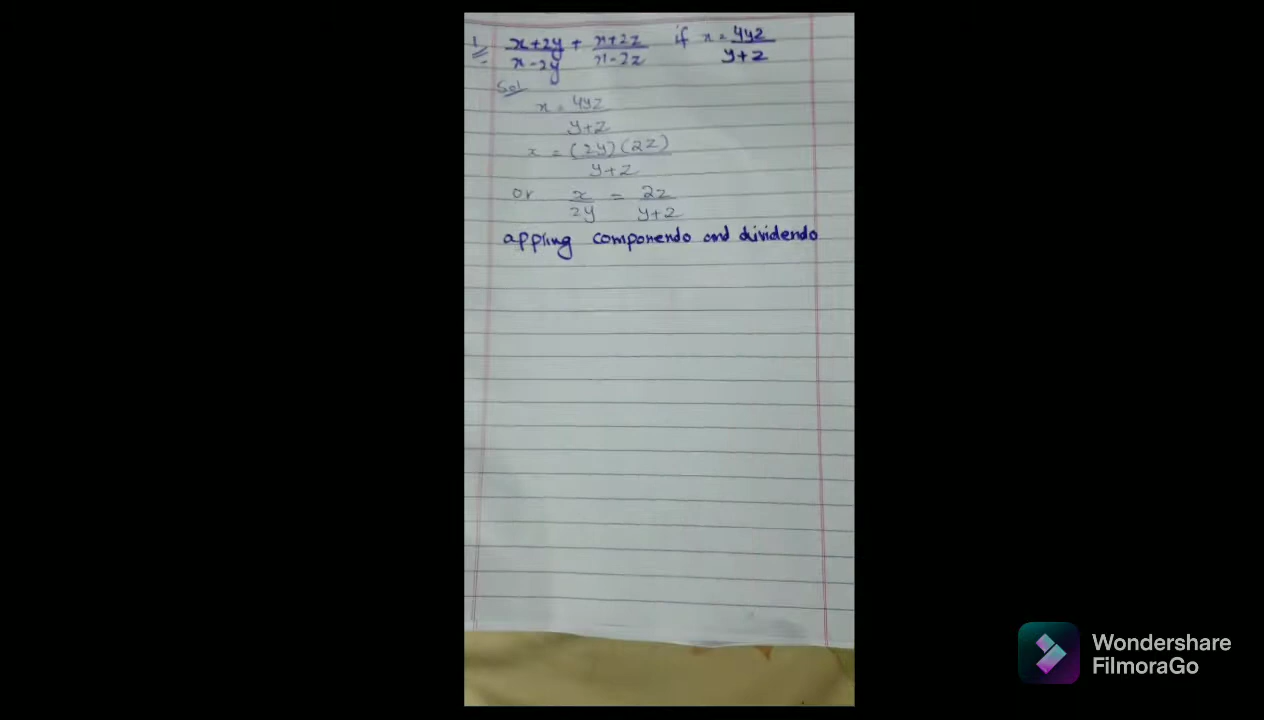 1 x+2y/x-2y + x+2z/x-2z if x = 4yz/y+z
Sol
x = 4yz/y+z
x = (2y)(2z)/y+z
or x/2y = 2z/y+z
appling componendo and dividendo
Wondershare
FilmoraGo